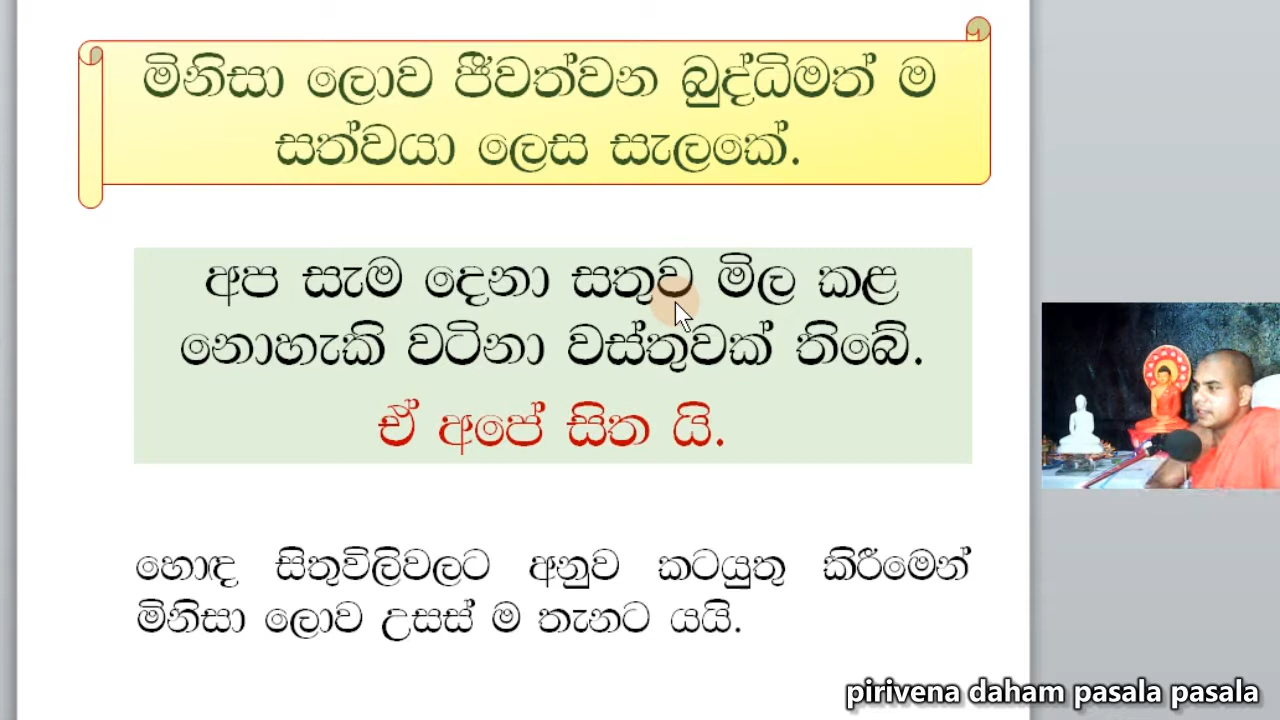 මිනිසා ලොව ජීවත්වන බුද්ධිමත් ම
සත්වයා ලෙස සැලකේ.
අප සැම දෙනා සතුව මිල කළ
නොහැකි වටිනා වස්තුවක් තිබේ.
ඒ අපේ සිත යි.
හොඳ සිතුවිලිවලට අනුව කටයුතු කිරීමෙන්
මිනිසා ලොව උසස් ම තැනට යයි.
pirivena daham pasala pasala